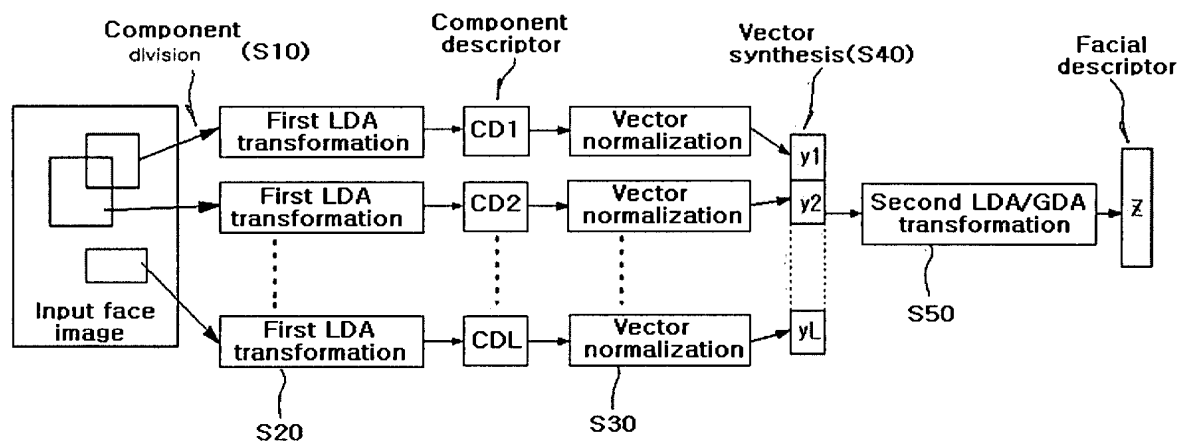 Component
division (S10)
Component
descriptor
Vector
synthesis(S40)
Facial
descriptor
First LDA
transformation
CD1
Vector
normalization
y1
First LDA
transformation
CD2
Vector
normalization
y2
Second LDA/GDA
transformation
Z
Input face
image
First LDA
transformation
CDL
Vector
normalization
yL
S50
S20
S30